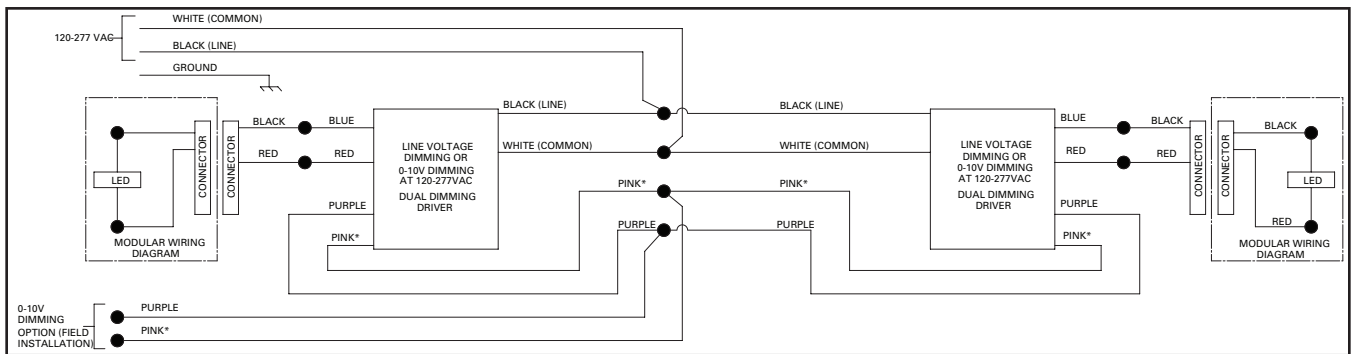 WHITE (COMMON)
120-277 VAC
BLACK (LINE)
GROUND
BLACK (LINE)
BLACK (LINE)
BLACK
BLUE
BLUE
BLACK
BLACK
CONNECTOR
CONNECTOR
LINE VOLTAGE
DIMMING OR
0-10V DIMMING
AT 120-277VAC
DUAL DIMMING
DRIVER
WHITE (COMMON)
WHITE (COMMON)
LINE VOLTAGE
DIMMING OR
0-10V DIMMING
AT 120-277VAC
DUAL DIMMING
DRIVER
CONNECTOR
CONNECTOR
RED
RED
RED
RED
LED
LED
PINK*
PINK*
PURPLE
PURPLE
PURPLE
PURPLE
RED
PINK*
PINK*
MODULAR WIRING
DIAGRAM
MODULAR WIRING
DIAGRAM
0-10V
DIMMING
OPTION (FIELD
INSTALLATION)
PURPLE
PINK*